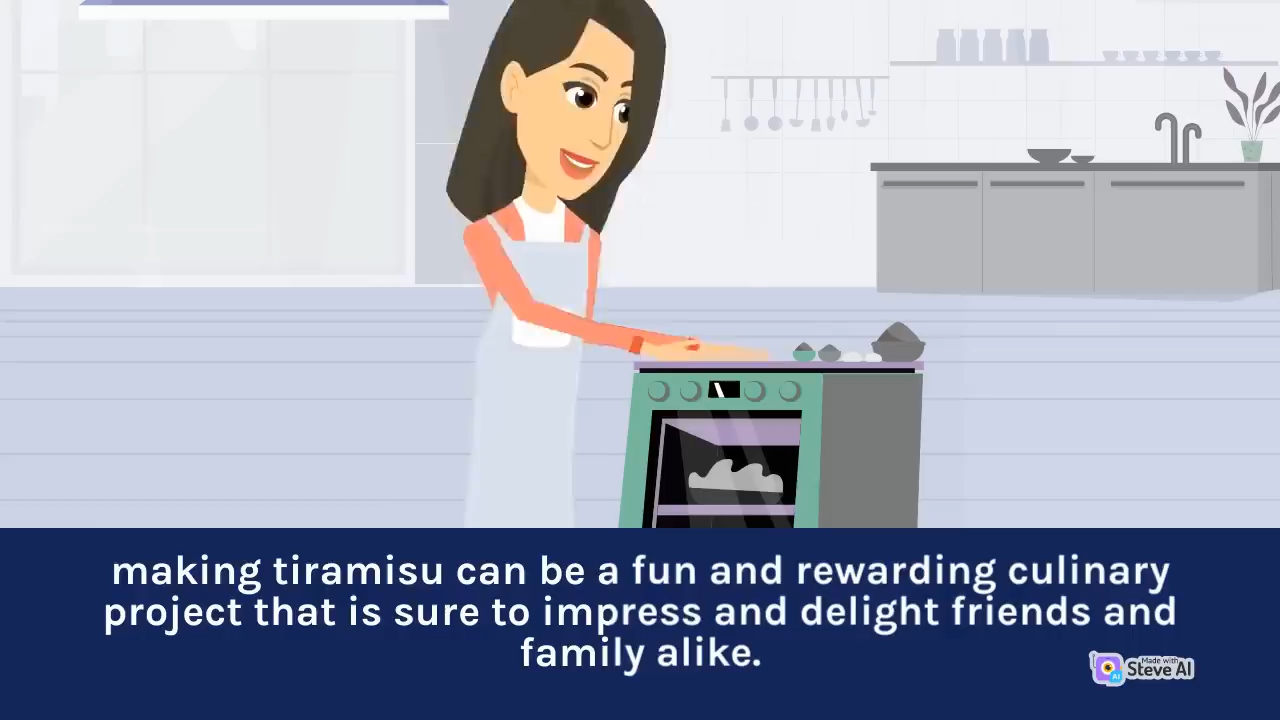 making tiramisu can be a fun and rewarding culinary
project that is sure to impress and delight friends and
family alike.
Made with
Steve AI
AI